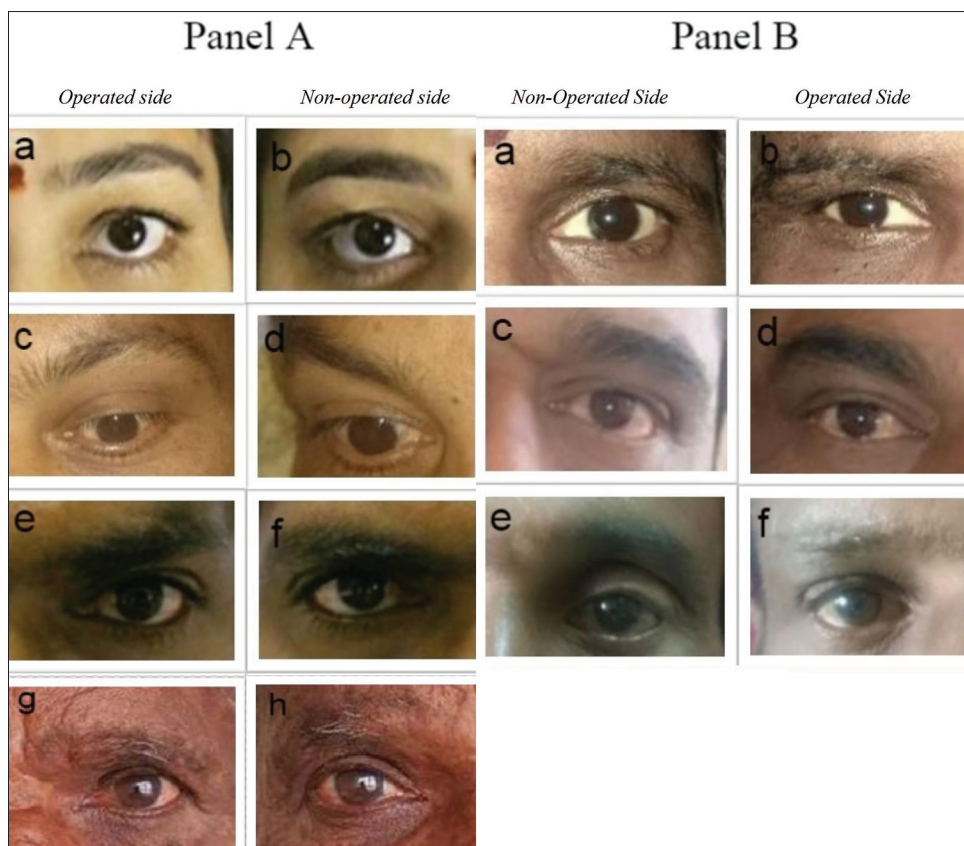 Panel A Panel B
Operated side Non-operated side Non-Operated Side Operated Side
a b a b
c d c d
e f e f
g h